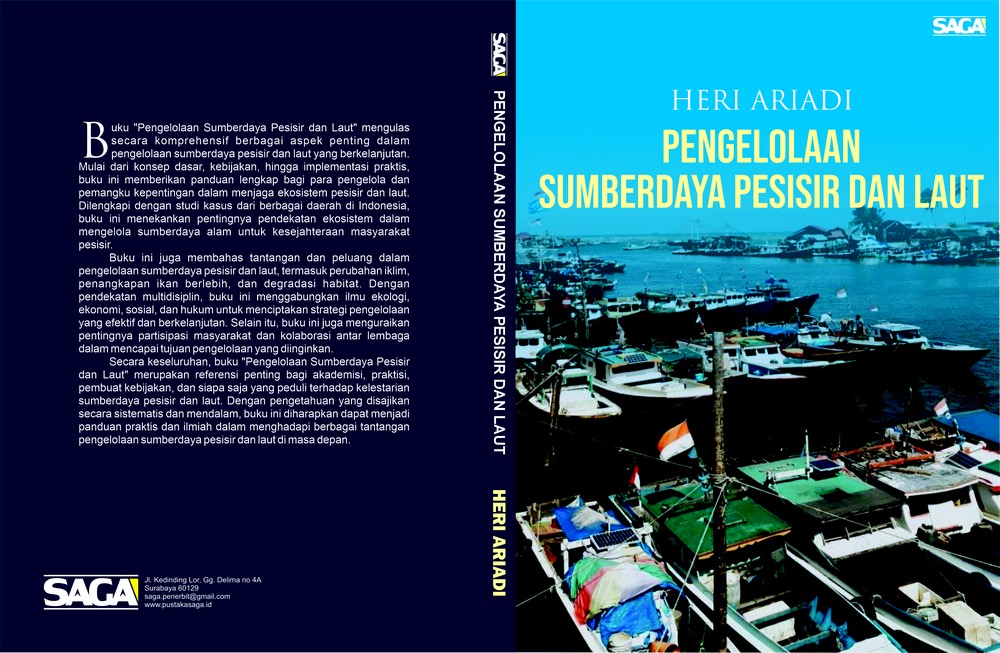 Buku "Pengelolaan Sumberdaya Pesisir dan Laut" mengulas
secara komprehensif berbagai aspek penting dalam
pengelolaan sumberdaya pesisir dan laut yang berkelanjutan.
Mulai dari konsep dasar, kebijakan, hingga implementasi praktis,
buku ini memberikan panduan lengkap bagi para pengelola dan
pemangku kepentingan dalam menjaga ekosistem pesisir dan laut.
Dilengkapi dengan studi kasus dari berbagai daerah di Indonesia,
buku ini menekankan pentingnya pendekatan ekosistem dalam
mengelola sumberdaya alam untuk kesejahteraan masyarakat
pesisir.
Buku ini juga membahas tantangan dan peluang dalam
pengelolaan sumberdaya pesisir dan laut, termasuk perubahan iklim,
penangkapan ikan berlebih, dan degradasi habitat. Dengan
pendekatan multidisiplin, buku ini menggabungkan ilmu ekologi,
ekonomi, sosial, dan hukum untuk menciptakan strategi pengelolaan
yang efektif dan berkelanjutan. Selain itu, buku ini juga menguraikan
pentingnya partisipasi masyarakat dan kolaborasi antar lembaga
dalam mencapai tujuan pengelolaan yang diinginkan.
Secara keseluruhan, buku "Pengelolaan Sumberdaya Pesisir
dan Laut" merupakan referensi penting bagi akademisi, praktisi,
pembuat kebijakan, dan siapa saja yang peduli terhadap kelestarian
sumberdaya pesisir dan laut. Dengan pengetahuan yang disajikan
secara sistematis dan mendalam, buku ini diharapkan dapat menjadi
panduan praktis dan ilmiah dalam menghadapi berbagai tantangan
pengelolaan sumberdaya pesisir dan laut di masa depan.
SAGA
Jl. Kedinding Lor, Gg. Delima no 4A
Surabaya 60129
saga.penerbit@gmail.com
www.pustakasaga.id
SAGA
PENGELOLAAN SUMBERDAYA PESISIR DAN LAUT
HERI ARIADI
SAGA
HERI ARIADI
PENGELOLAAN
SUMBERDAYA PESISIR DAN LAUT